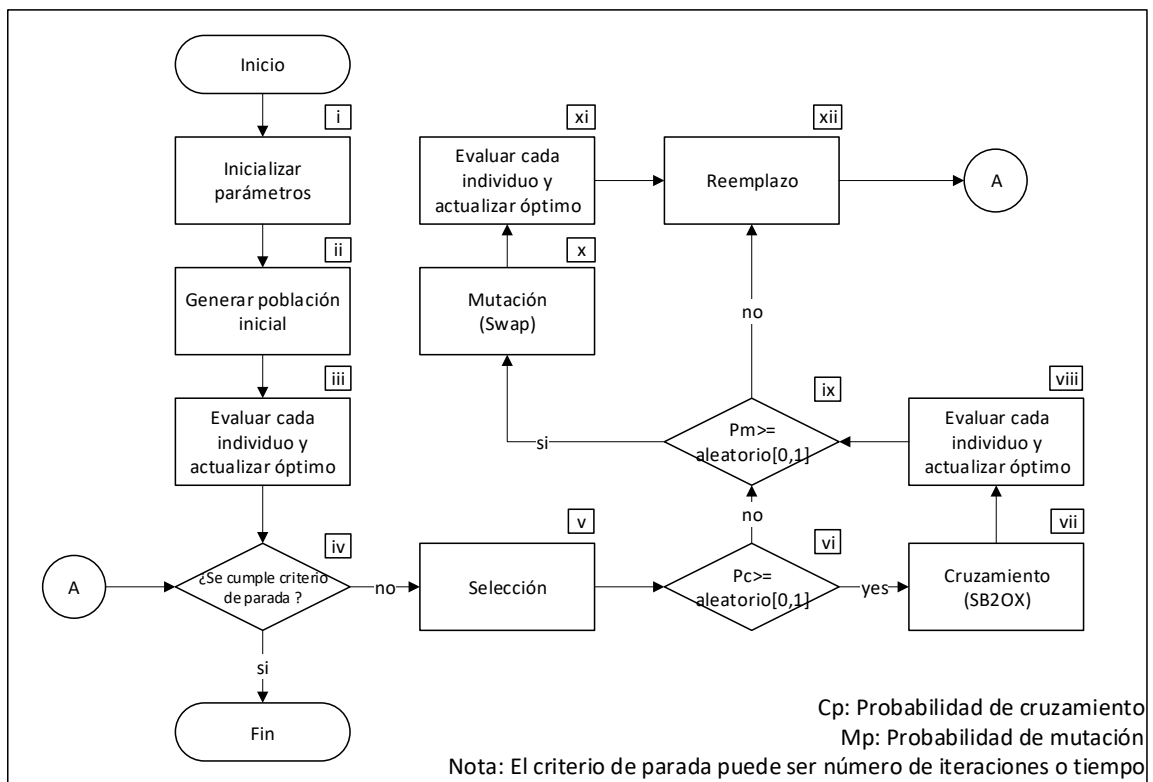 Inicio
i
Inicializar
parámetros
ii
Generar población
inicial
iii
Evaluar cada
individuo y
actualizar óptimo
iv
¿Se cumple criterio
de parada ?
A
si
Fin
no
v
Selección
vi
Pc>=
aleatorio[0,1]
yes
vii
Cruzamiento
(SB2OX)
viii
Evaluar cada
individuo y
actualizar óptimo
no
ix
Pm>=
aleatorio[0,1]
si
x
Mutación
(Swap)
xi
Evaluar cada
individuo y
actualizar óptimo
no
xii
Reemplazo
A
Cp: Probabilidad de cruzamiento
Mp: Probabilidad de mutación
Nota: El criterio de parada puede ser número de iteraciones o tiempo